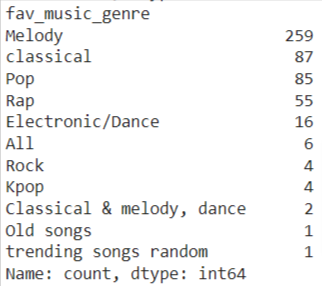 fav_music_genre
Melody 259
classical 87
Pop 85
Rap 55
Electronic/Dance 16
All 6
Rock 4
Kpop 4
Classical & melody, dance 2
Old songs 1
trending songs random 1
Name: count, dtype: int64